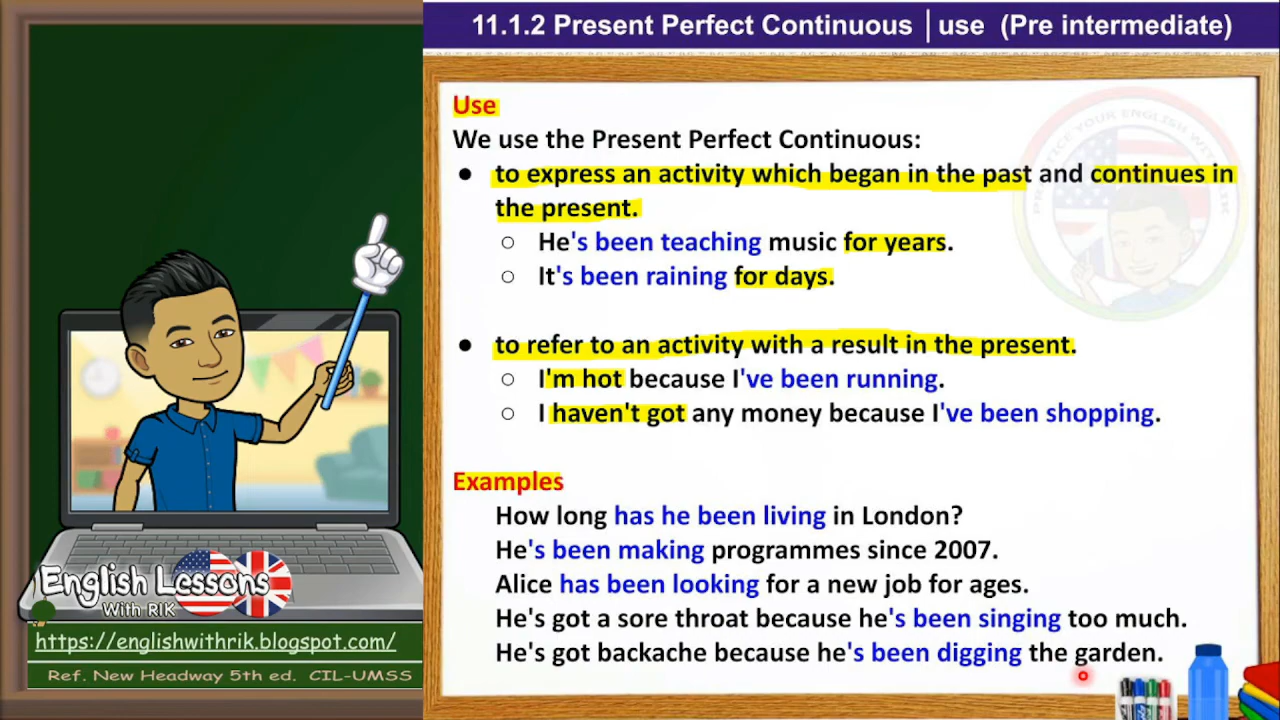 11.1.2 Present Perfect Continuous | use (Pre intermediate)
Use
We use the Present Perfect Continuous:
● to express an activity which began in the past and continues in
the present.
○ He's been teaching music for years.
○ It's been raining for days.
● to refer to an activity with a result in the present.
○ I'm hot because I've been running.
○ I haven't got any money because I've been shopping.
Examples
How long has he been living in London?
He's been making programmes since 2007.
Alice has been looking for a new job for ages.
He's got a sore throat because he's been singing too much.
He's got backache because he's been digging the garden.
English Lessons
With RIK
https://englishwithrik.blogspot.com/
Ref. New Headway 5th ed. CIL-UMSS
PRACTICE YOUR ENGLISH WITH RIK